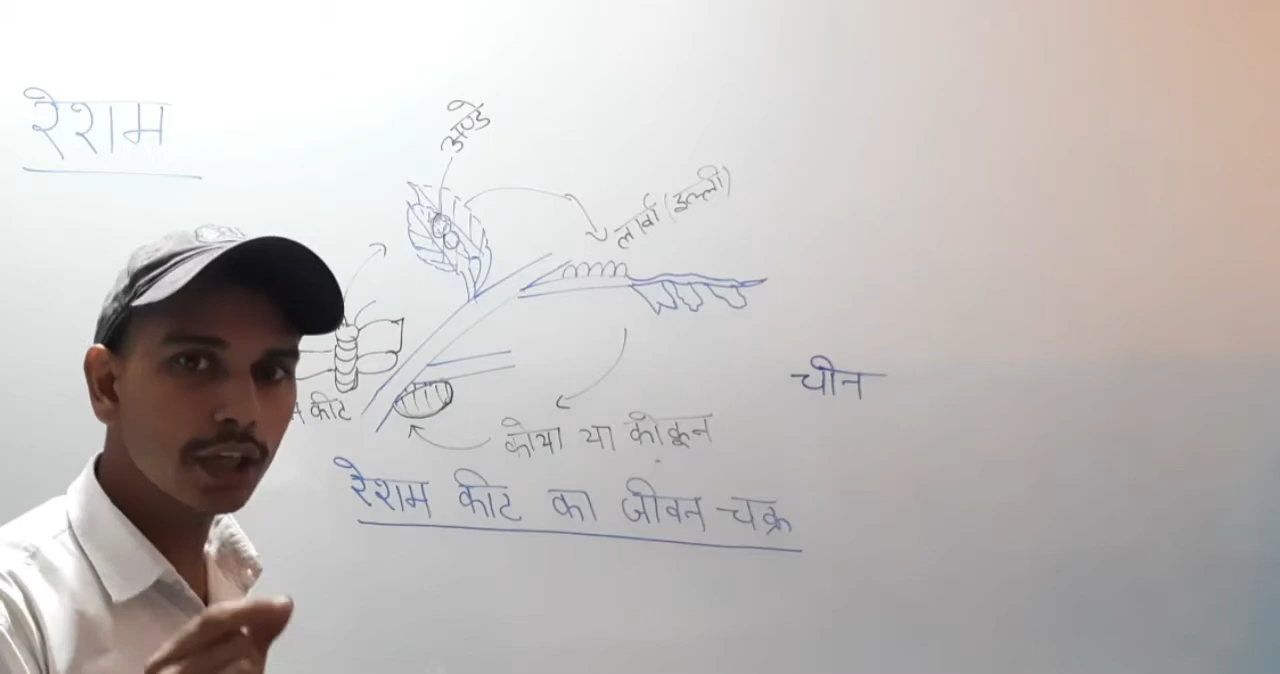 रेशम
अण्डे
लार्वा (इल्ली)
कीट
चीन
कोया या कोकून
रेशम कीट का जीवन चक्र